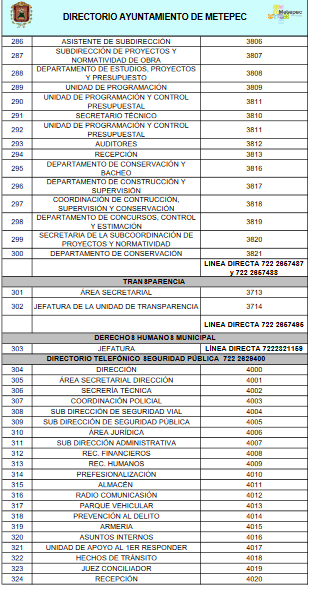 DIRECTORIO AYUNTAMIENTO DE METEPEC
Metepec
286 ASISTENTE DE SUBDIRECCIÓN 3806
287 SUBDIRECCIÓN DE PROYECTOS Y NORMATIVIDAD DE OBRA 3807
288 DEPARTAMENTO DE ESTUDIOS, PROYECTOS Y PRESUPUESTO 3808
289 UNIDAD DE PROGRAMACIÓN 3809
290 UNIDAD DE PROGRAMACIÓN Y CONTROL PRESUPUESTAL 3811
291 SECRETARIO TÉCNICO 3810
292 UNIDAD DE PROGRAMACIÓN Y CONTROL PRESUPUESTAL 3811
293 AUDITORES 3812
294 RECEPCIÓN 3813
295 DEPARTAMENTO DE CONSERVACIÓN Y BACHEO 3816
296 DEPARTAMENTO DE CONSTRUCCIÓN Y SUPERVISIÓN 3817
297 COORDINACIÓN DE CONTRUCCIÓN, SUPERVISIÓN Y CONSERVACIÓN 3818
298 DEPARTAMENTO DE CONCURSOS, CONTROL Y ESTIMACIÓN 3819
299 SECRETARIA DE LA SUBCOORDINACIÓN DE PROYECTOS Y NORMATIVIDAD 3820
300 DEPARTAMENTO DE CONSERVACIÓN 3821
LINEA DIRECTA 722 2657437 y 722 2657438
TRANSPARENCIA
301 ÁREA SECRETARIAL 3713
302 JEFATURA DE LA UNIDAD DE TRANSPARENCIA 3714
LINEA DIRECTA 722 2657495
DERECHOS HUMANOS MUNICIPAL
303 JEFATURA LÍNEA DIRECTA 7222321159
DIRECTORIO TELEFÓNICO SEGURIDAD PÚBLICA 722 2629400
304 DIRECCIÓN 4000
305 ÁREA SECRETARIAL DIRECCIÓN 4001
306 SECRERÍA TÉCNICA 4002
307 COORDINACIÓN POLICIAL 4003
308 SUB DIRECCIÓN DE SEGURIDAD VIAL 4004
309 SUB DIRECCIÓN DE SEGURIDAD PÚBLICA 4005
310 ÁREA JURÍDICA 4006
311 SUB DIRECCIÓN ADMINISTRATIVA 4007
312 REC. FINANCIEROS 4008
313 REC. HUMANOS 4009
314 PREFESIONALIZACIÓN 4010
315 ALMACÉN 4011
316 RADIO COMUNICASIÓN 4012
317 PARQUE VEHICULAR 4013
318 PREVENCIÓN AL DELITO 4014
319 ARMERIA 4015
320 ASUNTOS INTERNOS 4016
321 UNIDAD DE APOYO AL 1ER RESPONDER 4017
322 HECHOS DE TRÁNSITO 4018
323 JUEZ CONCILIADOR 4019
324 RECEPCIÓN 4020